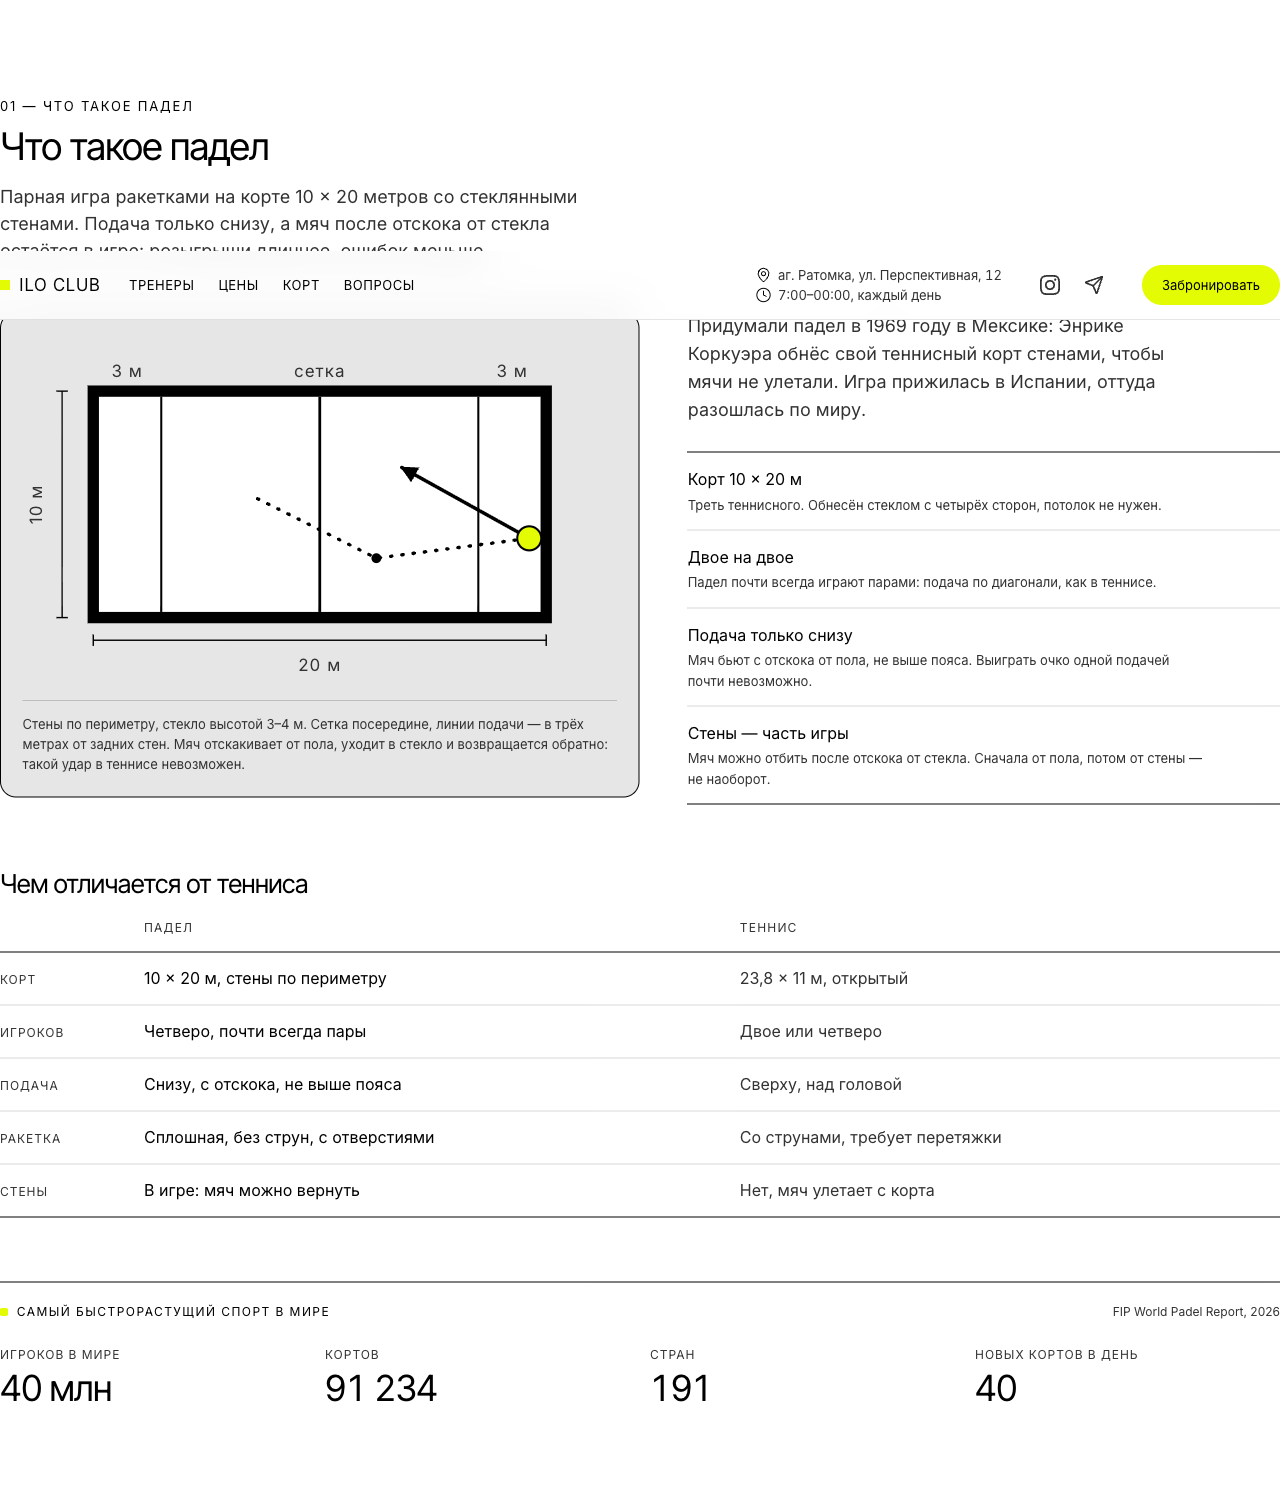 01 — ЧТО ТАКОЕ ПАДЕЛ
Что такое падел
Парная игра ракетками на корте 10 × 20 метров со стеклянными
стенами. Подача только снизу, а мяч после отскока от стекла
остаётся в игре: розыгрыши длиннее, ошибок меньше.
ILO CLUB
ТРЕНЕРЫ
ЦЕНЫ
КОРТ
ВОПРОСЫ
аг. Ратомка, ул. Перспективная, 12
7:00–00:00, каждый день
Забронировать
3 м
сетка
3 м
10 м
20 м
Стены по периметру, стекло высотой 3–4 м. Сетка посередине, линии подачи — в трёх
метрах от задних стен. Мяч отскакивает от пола, уходит в стекло и возвращается обратно:
такой удар в теннисе невозможен.
Придумали падел в 1969 году в Мексике: Энрике
Коркуэра обнёс свой теннисный корт стенами, чтобы
мячи не улетали. Игра прижилась в Испании, оттуда
разошлась по миру.
Корт 10 × 20 м
Треть теннисного. Обнесён стеклом с четырёх сторон, потолок не нужен.
Двое на двое
Падел почти всегда играют парами: подача по диагонали, как в теннисе.
Подача только снизу
Мяч бьют с отскока от пола, не выше пояса. Выиграть очко одной подачей
почти невозможно.
Стены — часть игры
Мяч можно отбить после отскока от стекла. Сначала от пола, потом от стены —
не наоборот.
Чем отличается от тенниса
ПАДЕЛ
ТЕННИС
КОРТ
10 × 20 м, стены по периметру
23,8 × 11 м, открытый
ИГРОКОВ
Четверо, почти всегда пары
Двое или четверо
ПОДАЧА
Снизу, с отскока, не выше пояса
Сверху, над головой
РАКЕТКА
Сплошная, без струн, с отверстиями
Со струнами, требует перетяжки
СТЕНЫ
В игре: мяч можно вернуть
Нет, мяч улетает с корта
САМЫЙ БЫСТРОРАСТУЩИЙ СПОРТ В МИРЕ
FIP World Padel Report, 2026
ИГРОКОВ В МИРЕ
40 млн
КОРТОВ
91 234
СТРАН
191
НОВЫХ КОРТОВ В ДЕНЬ
40